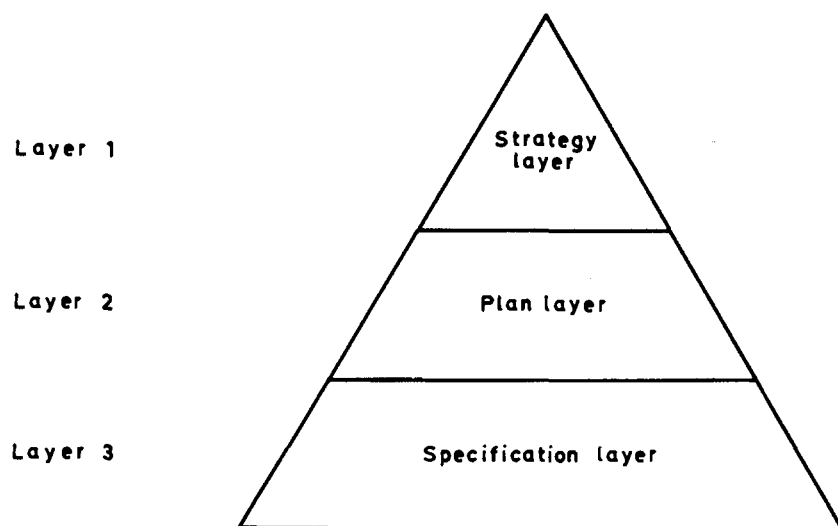 Layer 1
Strategy
layer
Layer 2
Plan layer
Layer 3
Specification layer